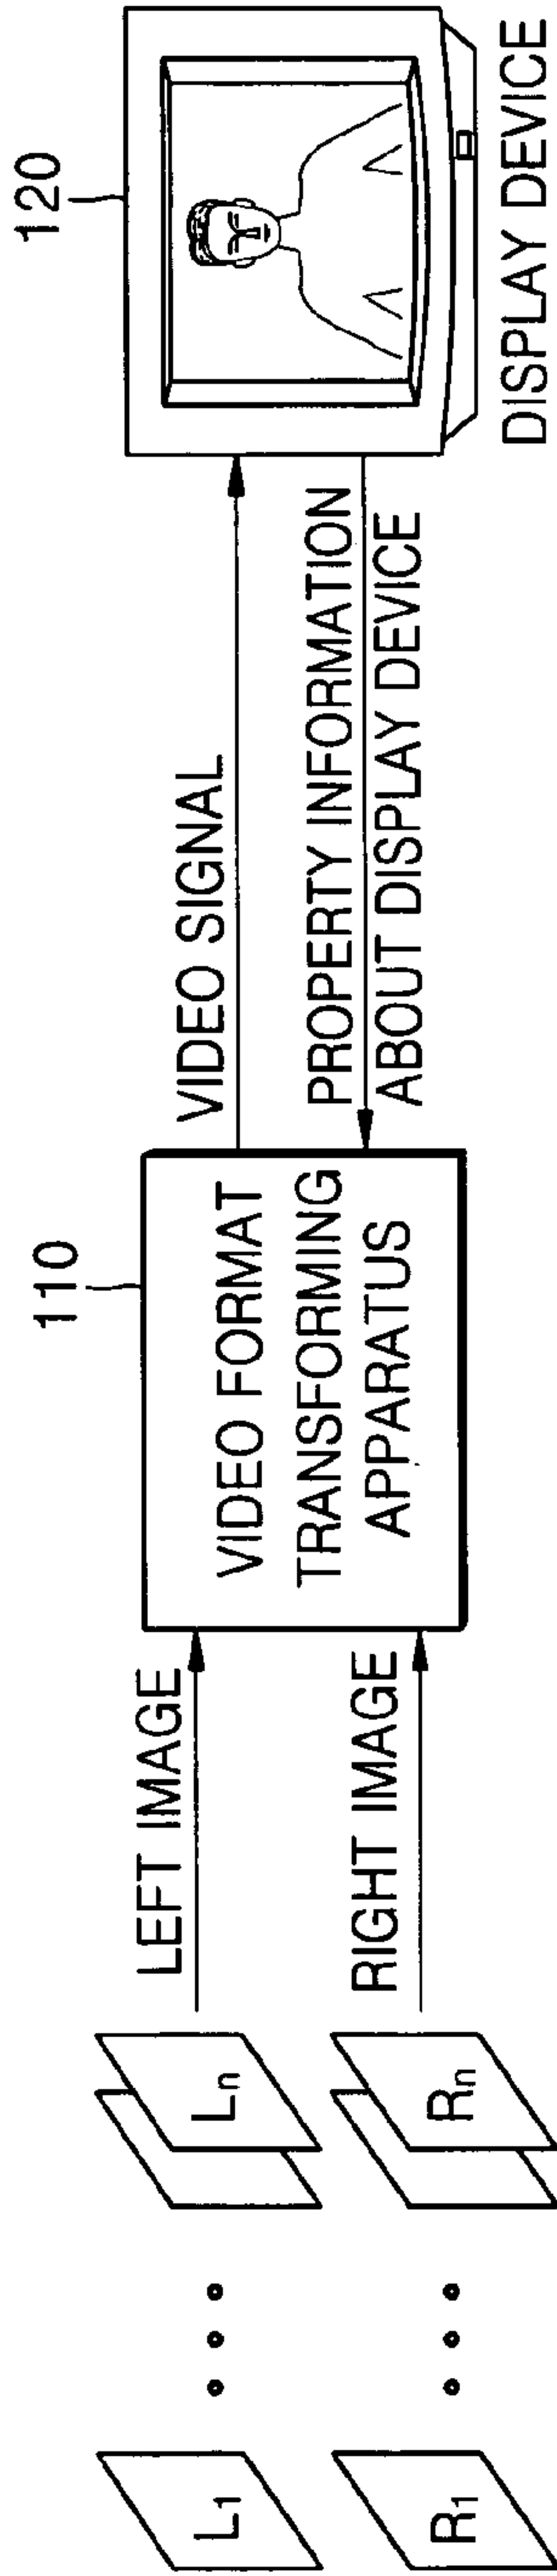 L1
Ln
LEFT IMAGE
R1
Rn
RIGHT IMAGE
110
VIDEO FORMAT
TRANSFORMING
APPARATUS
VIDEO SIGNAL
PROPERTY INFORMATION
ABOUT DISPLAY DEVICE
120
DISPLAY DEVICE